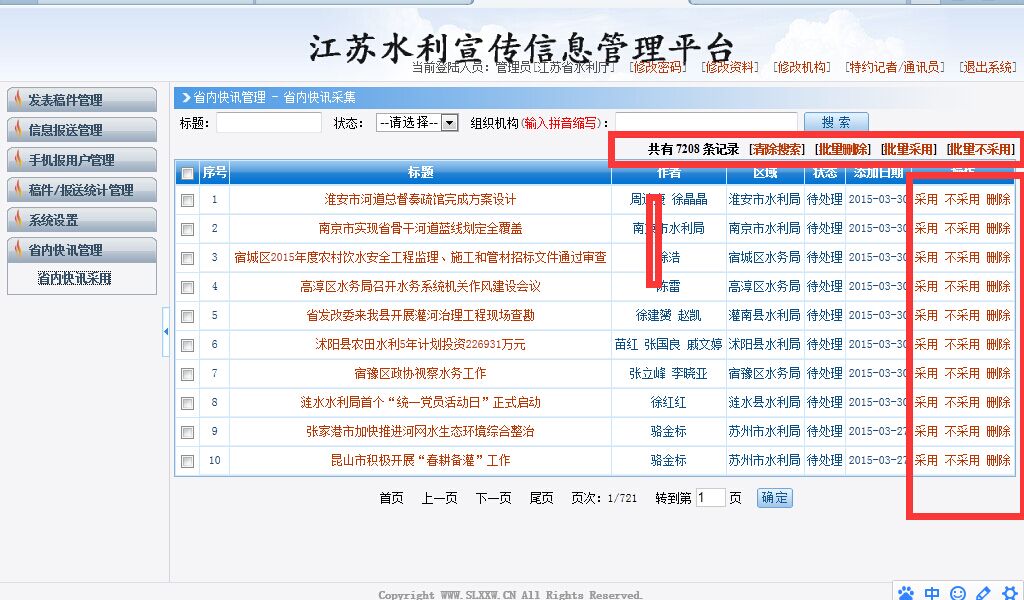 江苏水利宣传信息管理平台
当前登陆人员: 管理员[江苏省水利厅] [修改密码] [修改资料] [修改机构] [特约记者/通讯员] [退出系统]
发表稿件管理
信息报送管理
手机报用户管理
稿件/报送统计管理
系统设置
省内快讯管理
省内快讯采用
省内快讯管理 - 省内快讯采集
标题: 状态: --请选择-- 组织机构(输入拼音缩写): 搜 索
共有 7208 条记录 [清除搜索] [批量删除] [批量采用] [批量不采用]
序号 标题 作者 区域 状态 添加日期 操作
1 淮安市河道总督奏疏馆完成方案设计 徐晶晶 淮安市水利局 待处理 2015-03-30 采用 不采用 删除
2 南京市实现省骨干河道蓝线划定全覆盖 南京市水利局 南京市水利局 待处理 2015-03-30 采用 不采用 删除
3 宿城区2015年度农村饮水安全工程监理、施工和管材招标文件通过审查 徐浩 宿城区水务局 待处理 2015-03-30 采用 不采用 删除
4 高淳区水务局召开水务系统机关作风建设会议 陈雷 高淳区水务局 待处理 2015-03-30 采用 不采用 删除
5 省发改委来我县开展灌河治理工程现场查勘 徐建赟 赵凯 灌南县水利局 待处理 2015-03-30 采用 不采用 删除
6 沭阳县农田水利5年计划投资226931万元 苗红 张国良 戚文婷 沭阳县水利局 待处理 2015-03-30 采用 不采用 删除
7 宿豫区政协视察水务工作 张立峰 李晓亚 宿豫区水务局 待处理 2015-03-30 采用 不采用 删除
8 涟水水利局首个“统一党员活动日”正式启动 徐红红 涟水县水利局 待处理 2015-03-30 采用 不采用 删除
9 张家港市加快推进河网水生态环境综合整治 骆金标 苏州市水利局 待处理 2015-03-27 采用 不采用 删除
10 昆山市积极开展“春耕备灌”工作 骆金标 苏州市水利局 待处理 2015-03-27 采用 不采用 删除
首页 上一页 下一页 尾页 页次: 1/721 转到第 1 页 确定
Copyright WWW.SLXXW.CN All Rights Reserved.
中